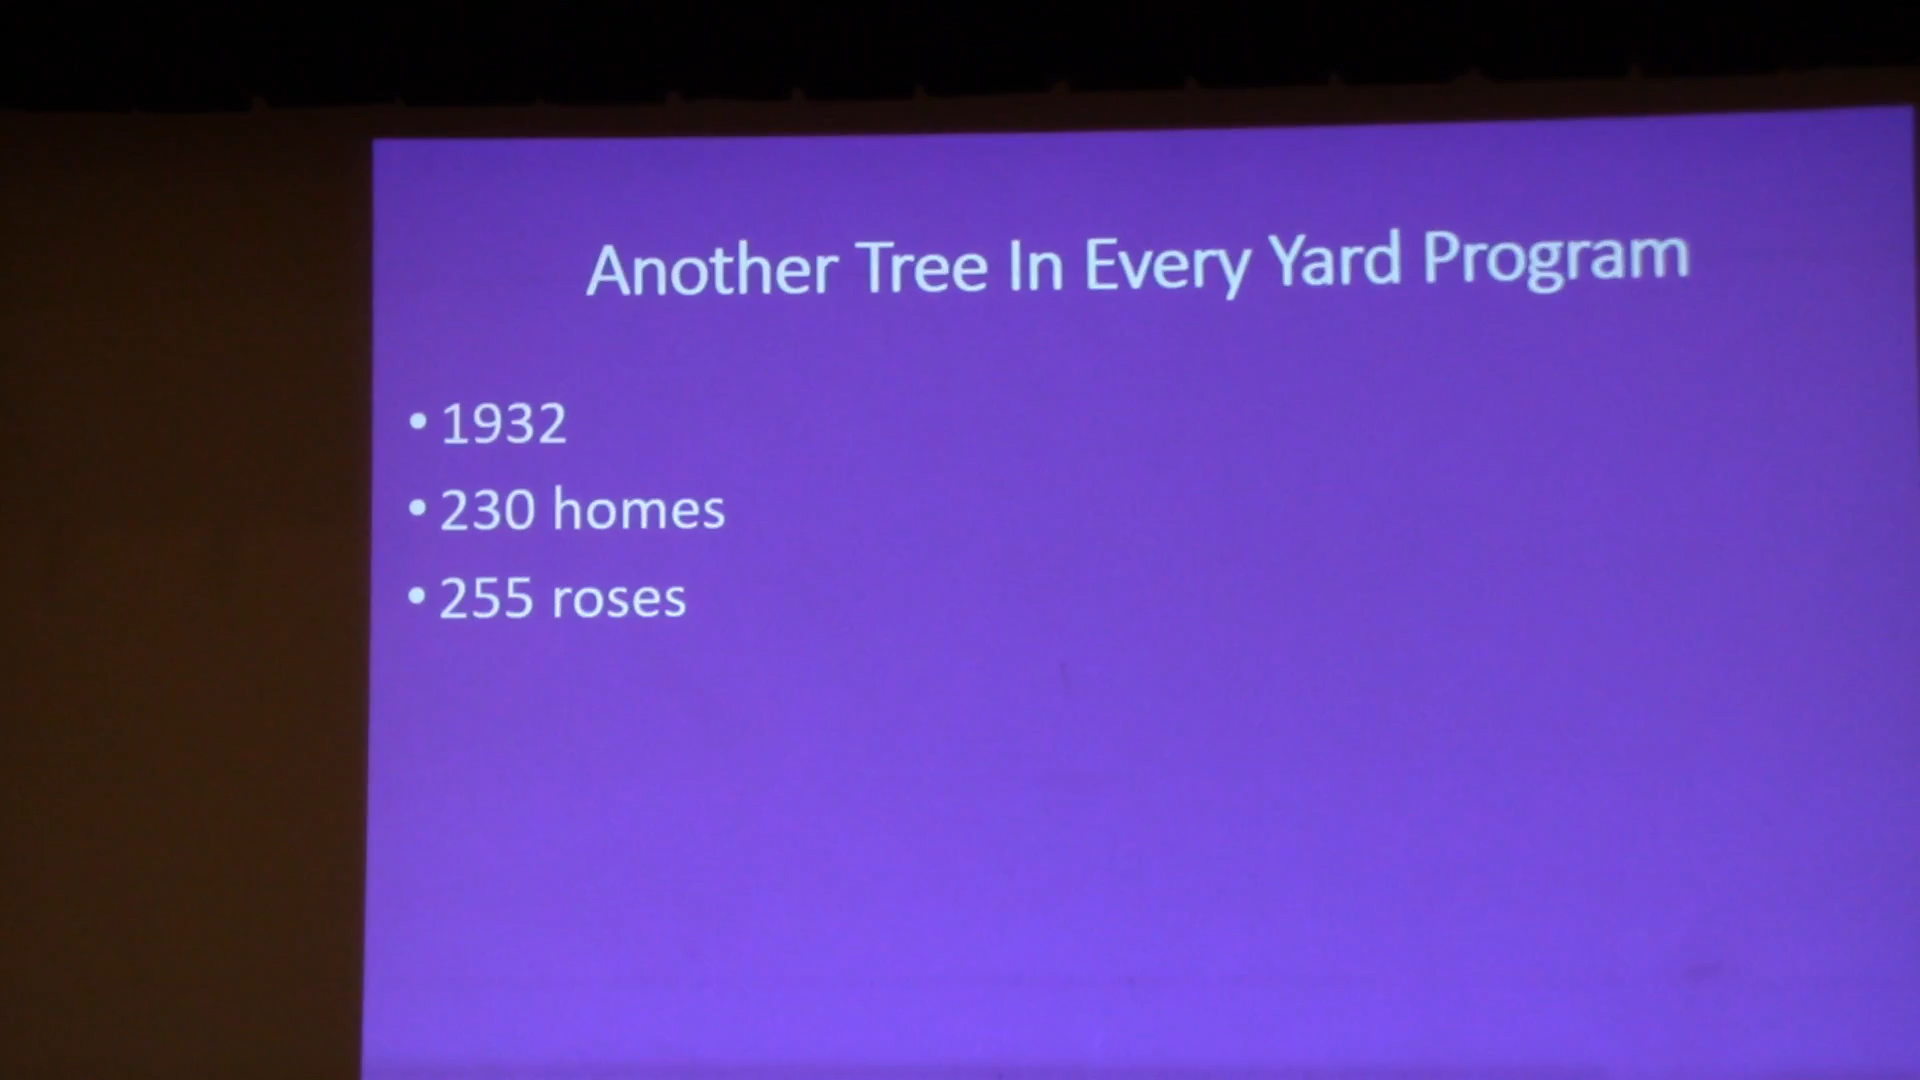 Another Tree In Every Yard Program
• 1932
• 230 homes
• 255 roses